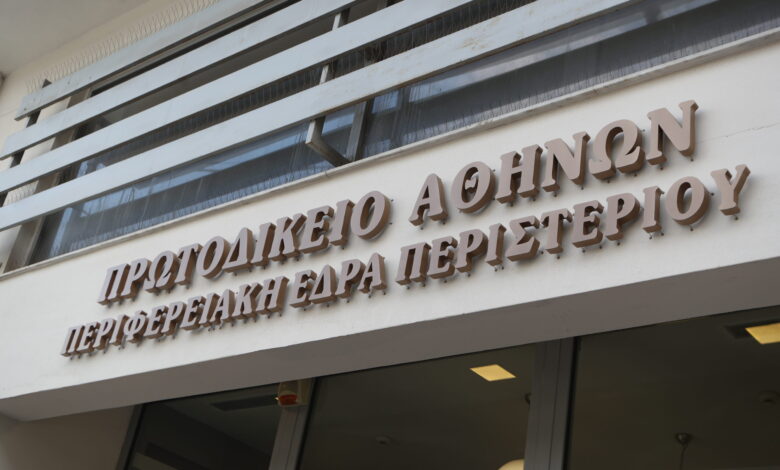 ΠΡΩΤΟΔΙΚΕΙΟ ΑΘΗΝΩΝ
ΠΕΡΙΦΕΡΕΙΑΚΗ ΕΔΡΑ ΠΕΡΙΣΤΕΡΙΟΥ